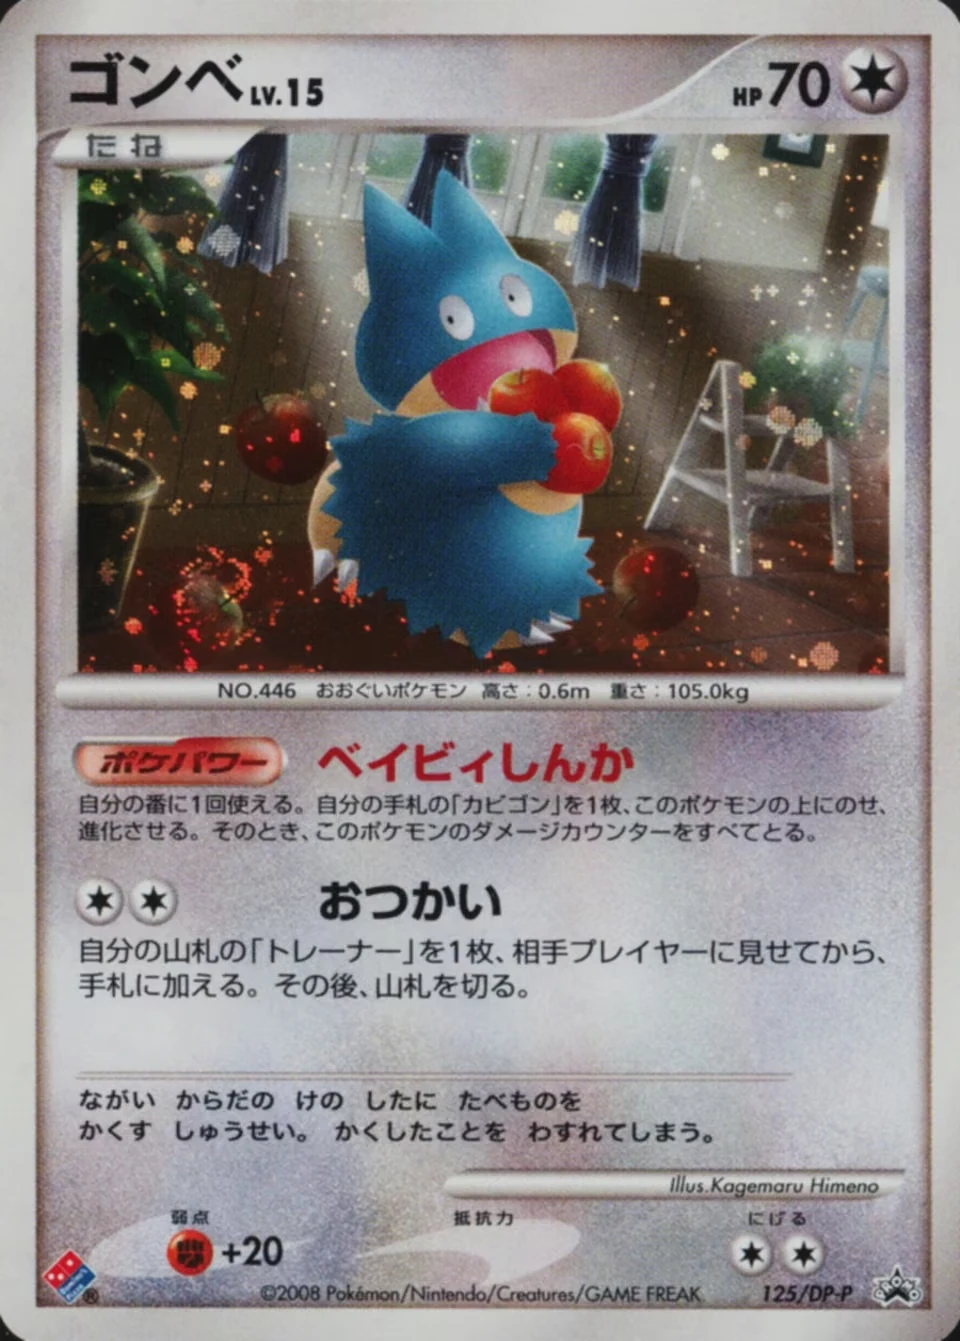 ゴンベ LV.15 HP70
たね
NO.446 おおぐいポケモン 高さ:0.6m 重さ:105.0kg
ポケパワー ベイビィしんか
自分の番に1回使える。自分の手札の「カビゴン」を1枚、このポケモンの上にのせ、
進化させる。そのとき、このポケモンのダメージカウンターをすべてとる。
おつかい
自分の山札の「トレーナー」を1枚、相手プレイヤーに見せてから、
手札に加える。その後、山札を切る。
ながい からだの けの したに たべものを
かくす しゅうせい。 かくしたことを わすれてしまう。
Illus.Kagemaru Himeno
弱点 抵抗力 にげる
+20
®
©2008 Pokémon/Nintendo/Creatures/GAME FREAK. 125/DP-P